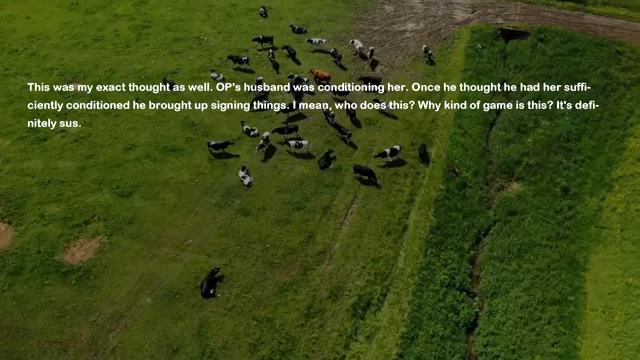 This was my exact thought as well. OP's husband was conditioning her. Once he thought he had her suffi-
ciently conditioned he brought up signing things. I mean, who does this? Why kind of game is this? It's defi-
nitely sus.